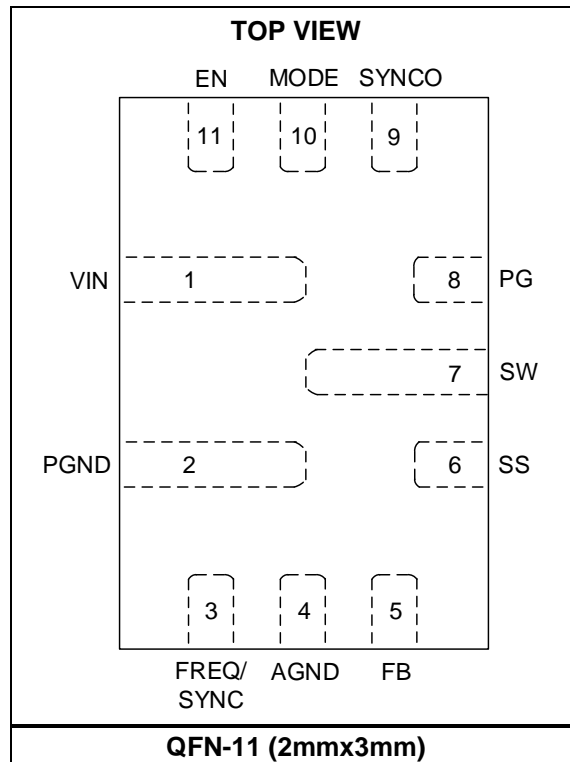 TOP VIEW
EN MODE SYNCO
11 10 9
VIN 1 8 PG
7 SW
PGND 2 6 SS
3 4 5
FREQ/ AGND FB
SYNC
QFN-11 (2mmx3mm)